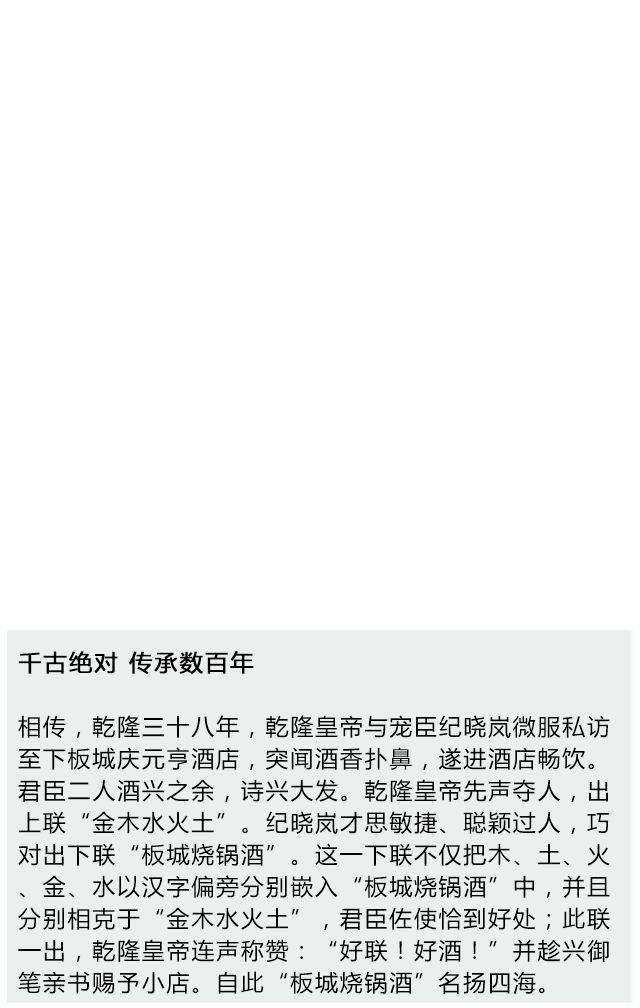 千古绝对 传承数百年
相传，乾隆三十八年，乾隆皇帝与宠臣纪晓岚微服私访
至下板城庆元亨酒店，突闻酒香扑鼻，遂进酒店畅饮。
君臣二人酒兴之余，诗兴大发。乾隆皇帝先声夺人，出
上联“金木水火土”。纪晓岚才思敏捷、聪颖过人，巧
对出下联“板城烧锅酒”。这一下联不仅把木、土、火
、金、水以汉字偏旁分别嵌入“板城烧锅酒”中，并且
分别相克于“金木水火土”，君臣佐使恰到好处；此联
一出，乾隆皇帝连声称赞：“好联！好酒！”并趁兴御
笔亲书赐予小店。自此“板城烧锅酒”名扬四海。